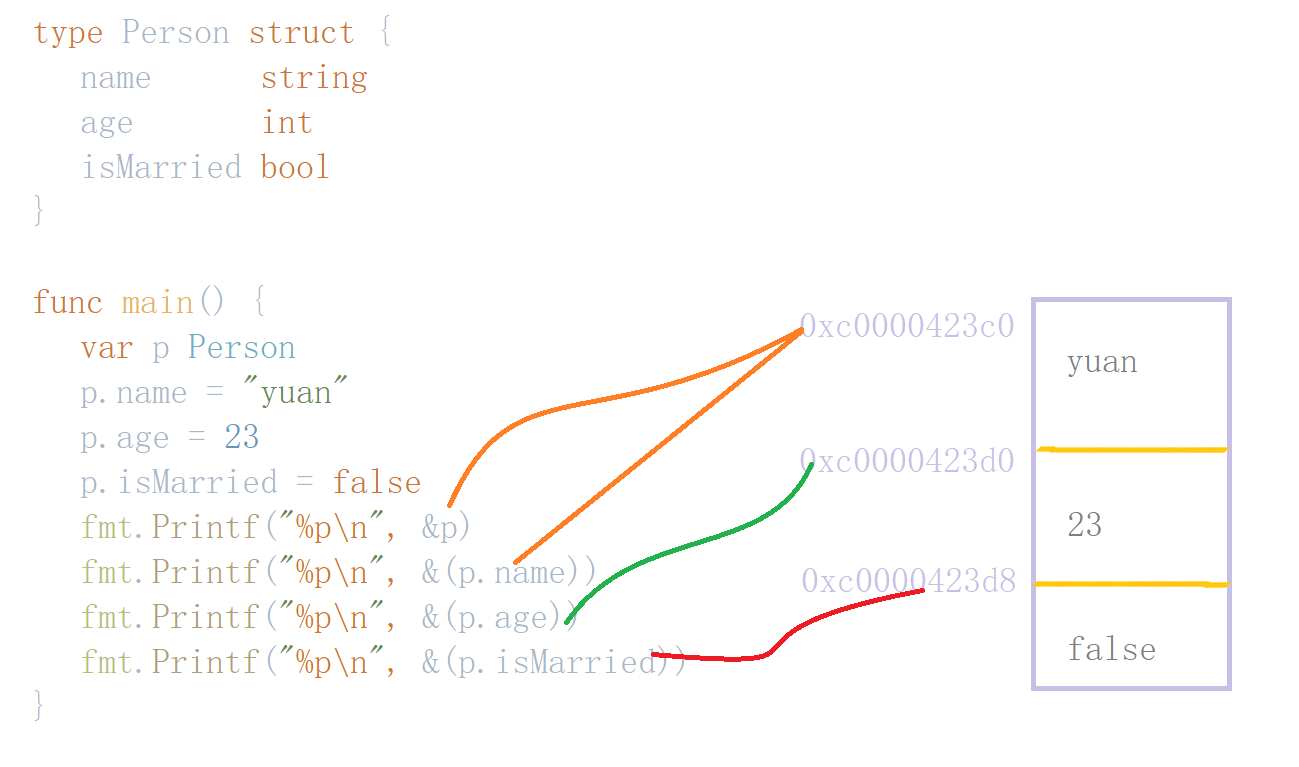 type Person struct {
name string
age int
isMarried bool
}
func main() {
var p Person
p.name = "yuan"
p.age = 23
p.isMarried = false
fmt.Printf("%p\n", &p)
fmt.Printf("%p\n", &(p.name))
fmt.Printf("%p\n", &(p.age))
fmt.Printf("%p\n", &(p.isMarried))
}
0xc0000423c0
yuan
0xc0000423d0
23
0xc0000423d8
false